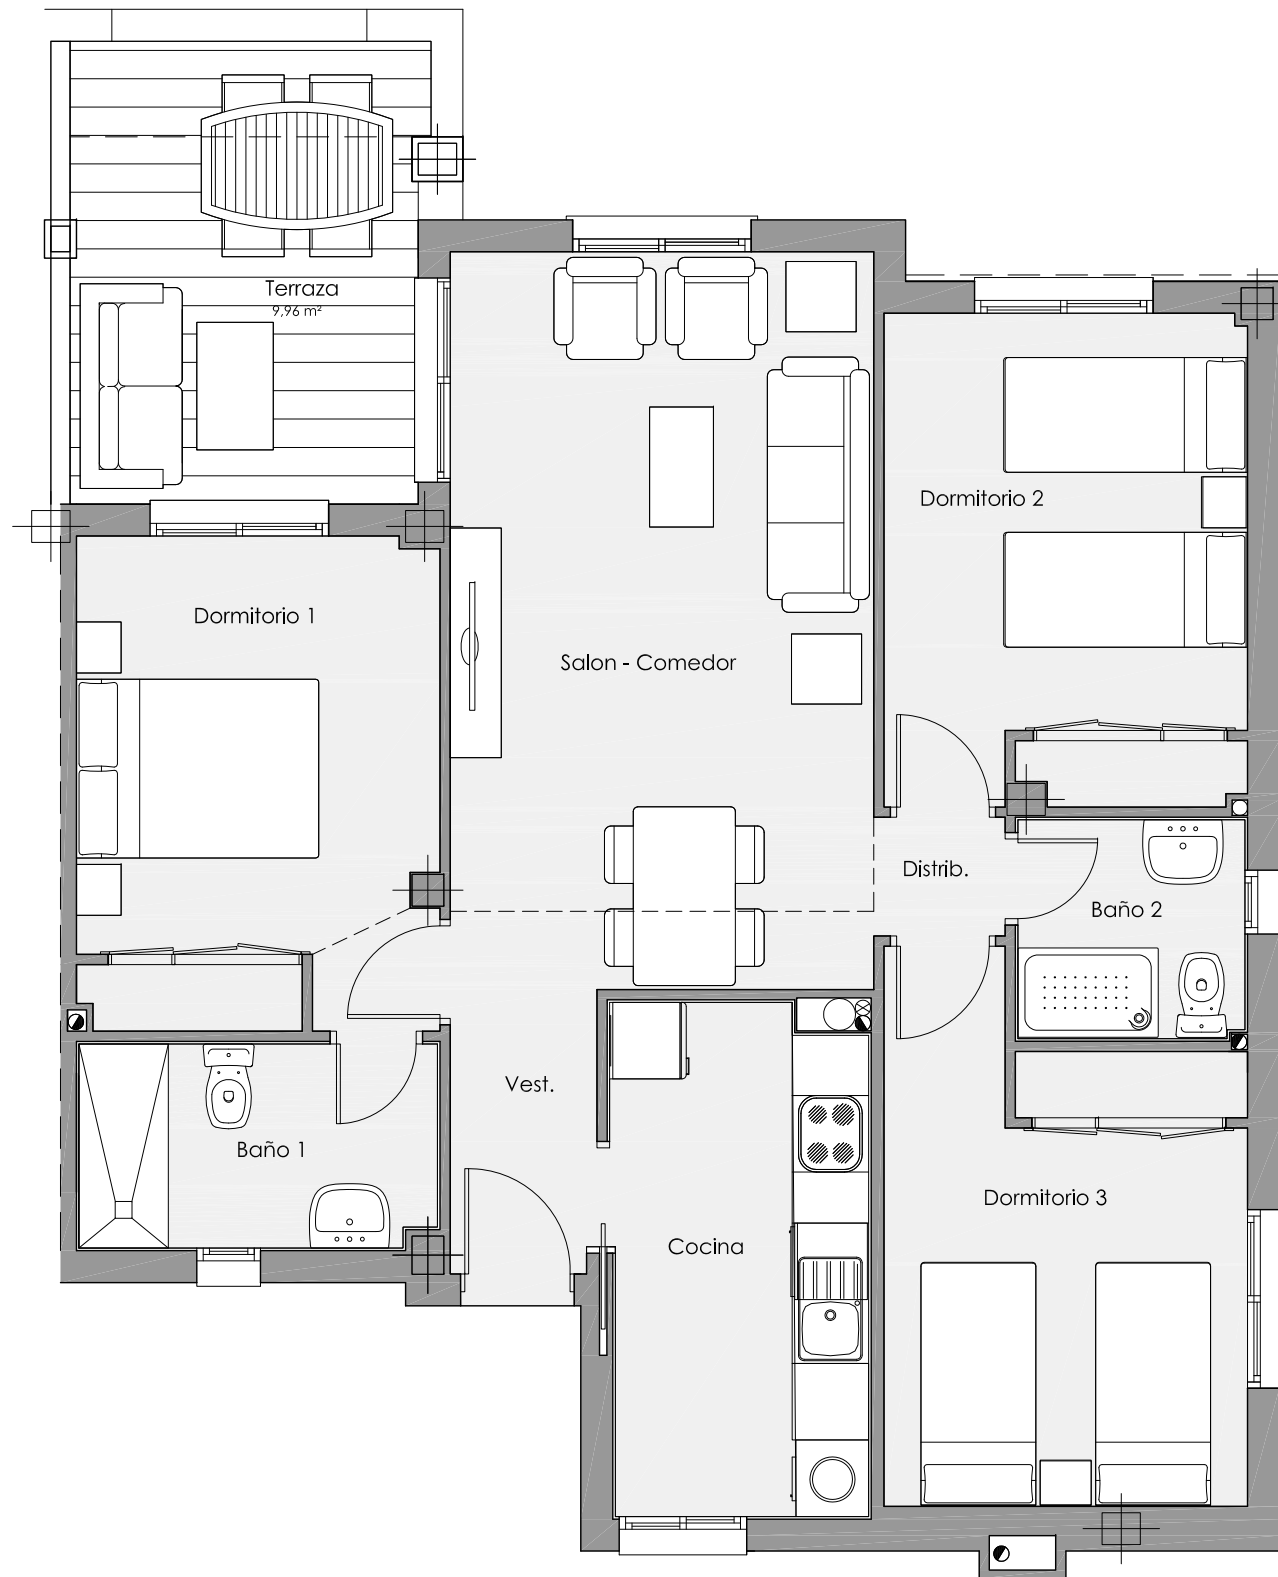 Terraza
9,96 m²
Dormitorio 2
Dormitorio 1
Salon - Comedor
Distrib.
Baño 2
Vest.
Baño 1
Dormitorio 3
Cocina